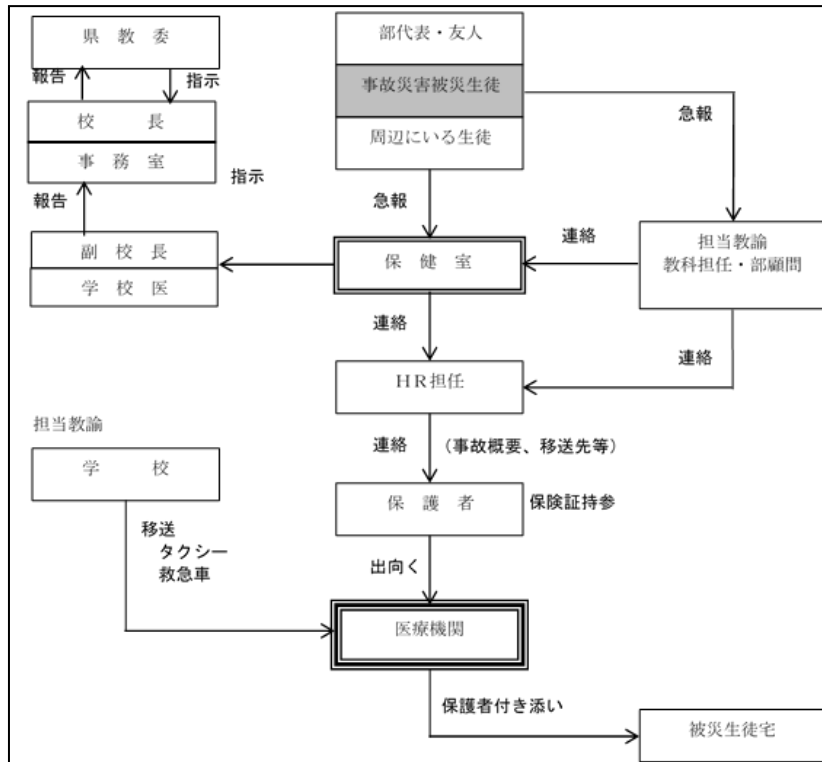 県 教 委
報告
指示
校 長
事 務 室
報告
指示
副 校 長
学 校 医
部代表・友人
事故災害被災生徒
周辺にいる生徒
急報
急報
保 健 室
連絡
担当教諭
教科担任・部顧問
連絡
連絡
HR担任
連絡
（事故概要、移送先等）
保 護 者
保険証持参
出向く
担当教諭
学 校
移送
タクシー
救急車
医療機関
保護者付き添い
被災生徒宅